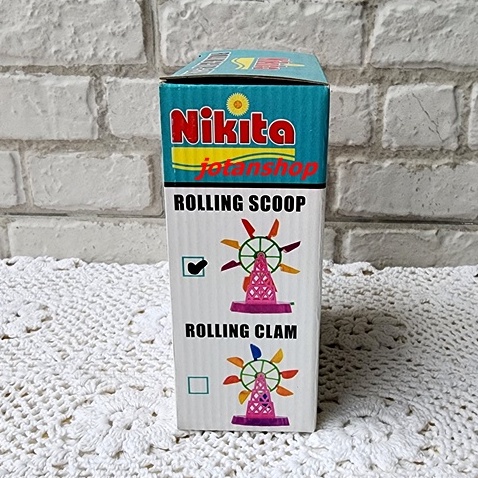 Nikita
jotanshop
ROLLING SCOOP
ROLLING CLAM